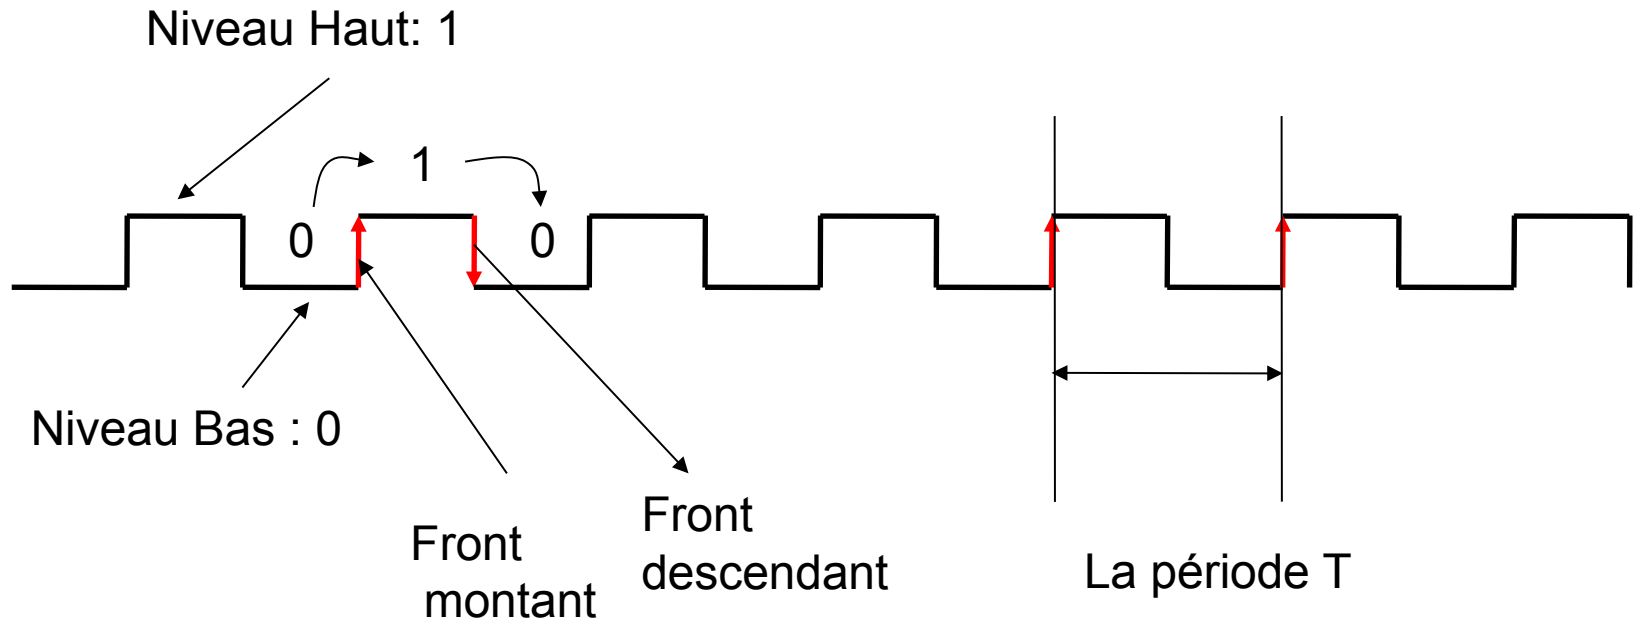 Niveau Haut: 1
1
0
0
Niveau Bas : 0
Front
montant
Front
descendant
La période T